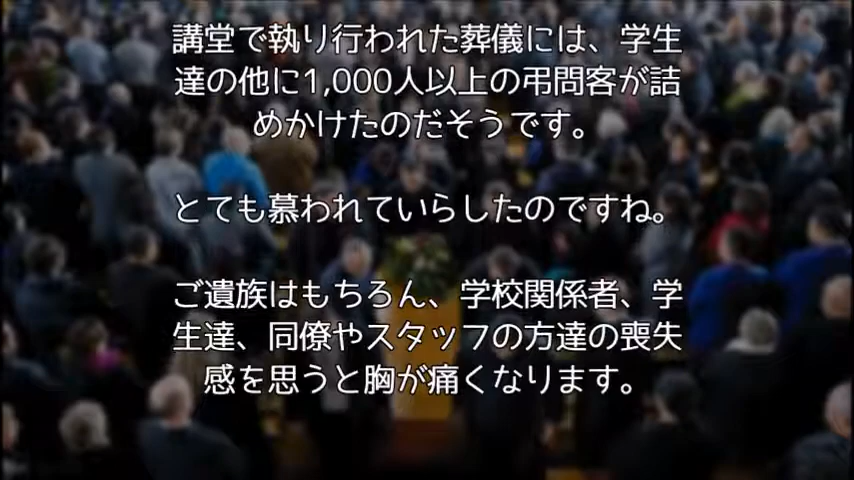 講堂で執り行われた葬儀には、学生
達の他に1,000人以上の弔問客が詰
めかけたのだそうです。
とても慕われていらしたのですね。
ご遺族はもちろん、学校関係者、学
生達、同僚やスタッフの方達の喪失
感を思うと胸が痛くなります。